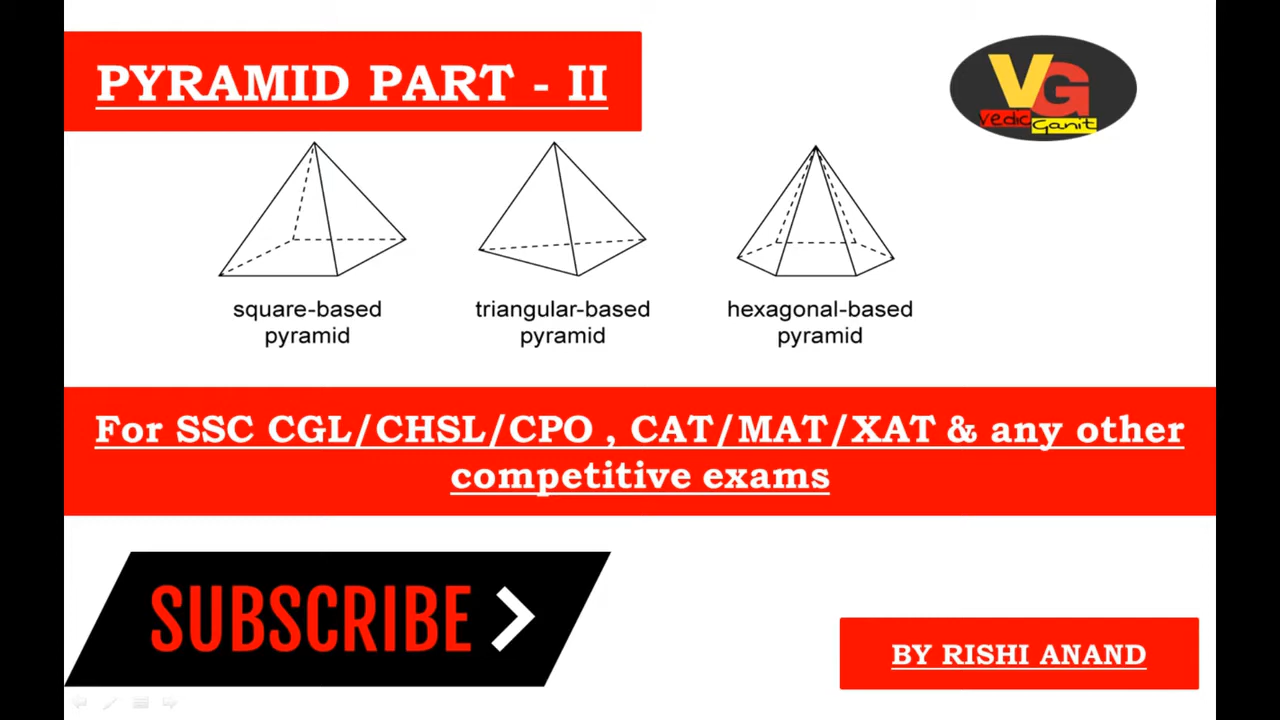 PYRAMID PART - II
VG
vedic
Ganit
square-based
pyramid
triangular-based
pyramid
hexagonal-based
pyramid
For SSC CGL/CHSL/CPO , CAT/MAT/XAT & any other
competitive exams
SUBSCRIBE
BY RISHI ANAND